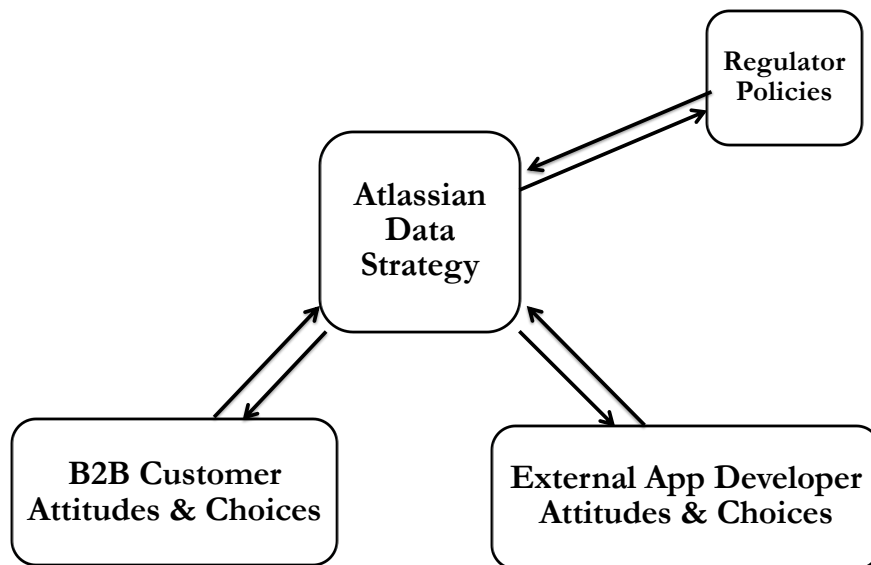 Regulator
Policies
Atlassian
Data
Strategy
B2B Customer
Attitudes & Choices
External App Developer
Attitudes & Choices